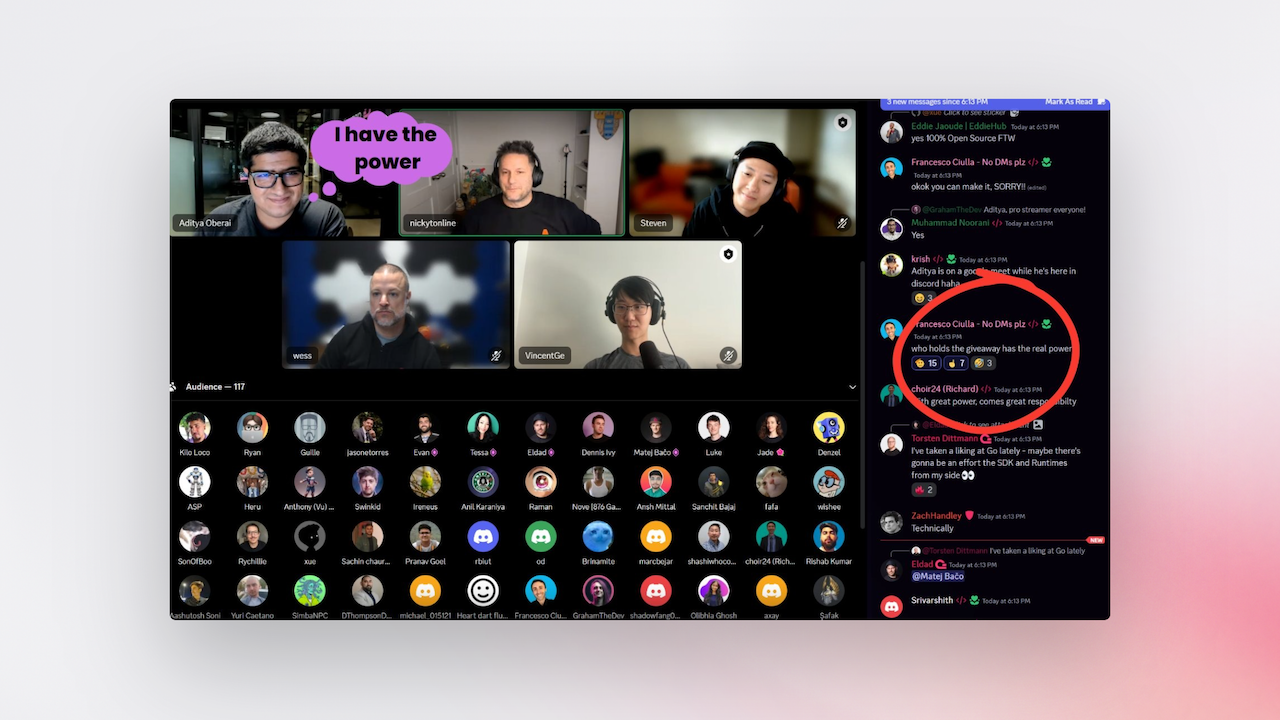 I have the
power
Aditya Oberai
nickytonline
Steven
wess
VincentGe
Audience — 117
Kilo Loco
Ryan
Guille
jasonetorres
Evan
Tessa
Eldad
Dennis Ivy
Matej Bačo
Luke
Jade
Denzel
ASP
Heru
Anthony (Vu) ...
Swinkid
Ireneus
Anil Karaniya
Raman
Nove [876 Ga...
Ansh Mittal
Sanchit Bajaj
fafa
wlshee
SonOfBoo
Rychillie
xue
Sachin chaur...
Pranav Goel
rbiut
od
Brinamite
marcbejar
shashiwhoco...
choir24 (Rich...
Rishab Kumar
Aashutosh Soni
Yuri Caetano
SimbaNPC
DThompsonD...
michael_015121
Heart dart flu...
Francesco Clu...
GrahamTheDev
shadowfang0...
Olibhia Ghosh
axay
Şafak
3 new messages since 6:13 PM Mark As Read
Click to see sticker
Eddie Jaoude | EddieHub Today at 6:13 PM
yes 100% Open Source FTW
Francesco Ciulla - No DMs plz </>
Today at 6:13 PM
okok you can make it, SORRY!! (edited)
@GrahamTheDev Aditya, pro streamer everyone!
Muhammad Noorani </> Today at 6:13 PM
Yes
krish </> Today at 6:13 PM
Aditya is on a google meet while he's here in
discord haha
3
Francesco Ciulla - No DMs plz </>
Today at 6:13 PM
who holds the giveaway has the real power
15 7 3
choir24 (Richard) </> Today at 6:13 PM
With great power, comes great responsibilty
Torsten Dittmann Today at 6:13 PM
I've taken a liking at Go lately - maybe there's
gonna be an effort the SDK and Runtimes
from my side
2
ZachHandley Today at 6:13 PM
Technically
NEW
@Torsten Dittmann I've taken a liking at Go lately
Eldad Today at 6:13 PM
@Matej Bačo
Srivarshith </> Today at 6:13 PM